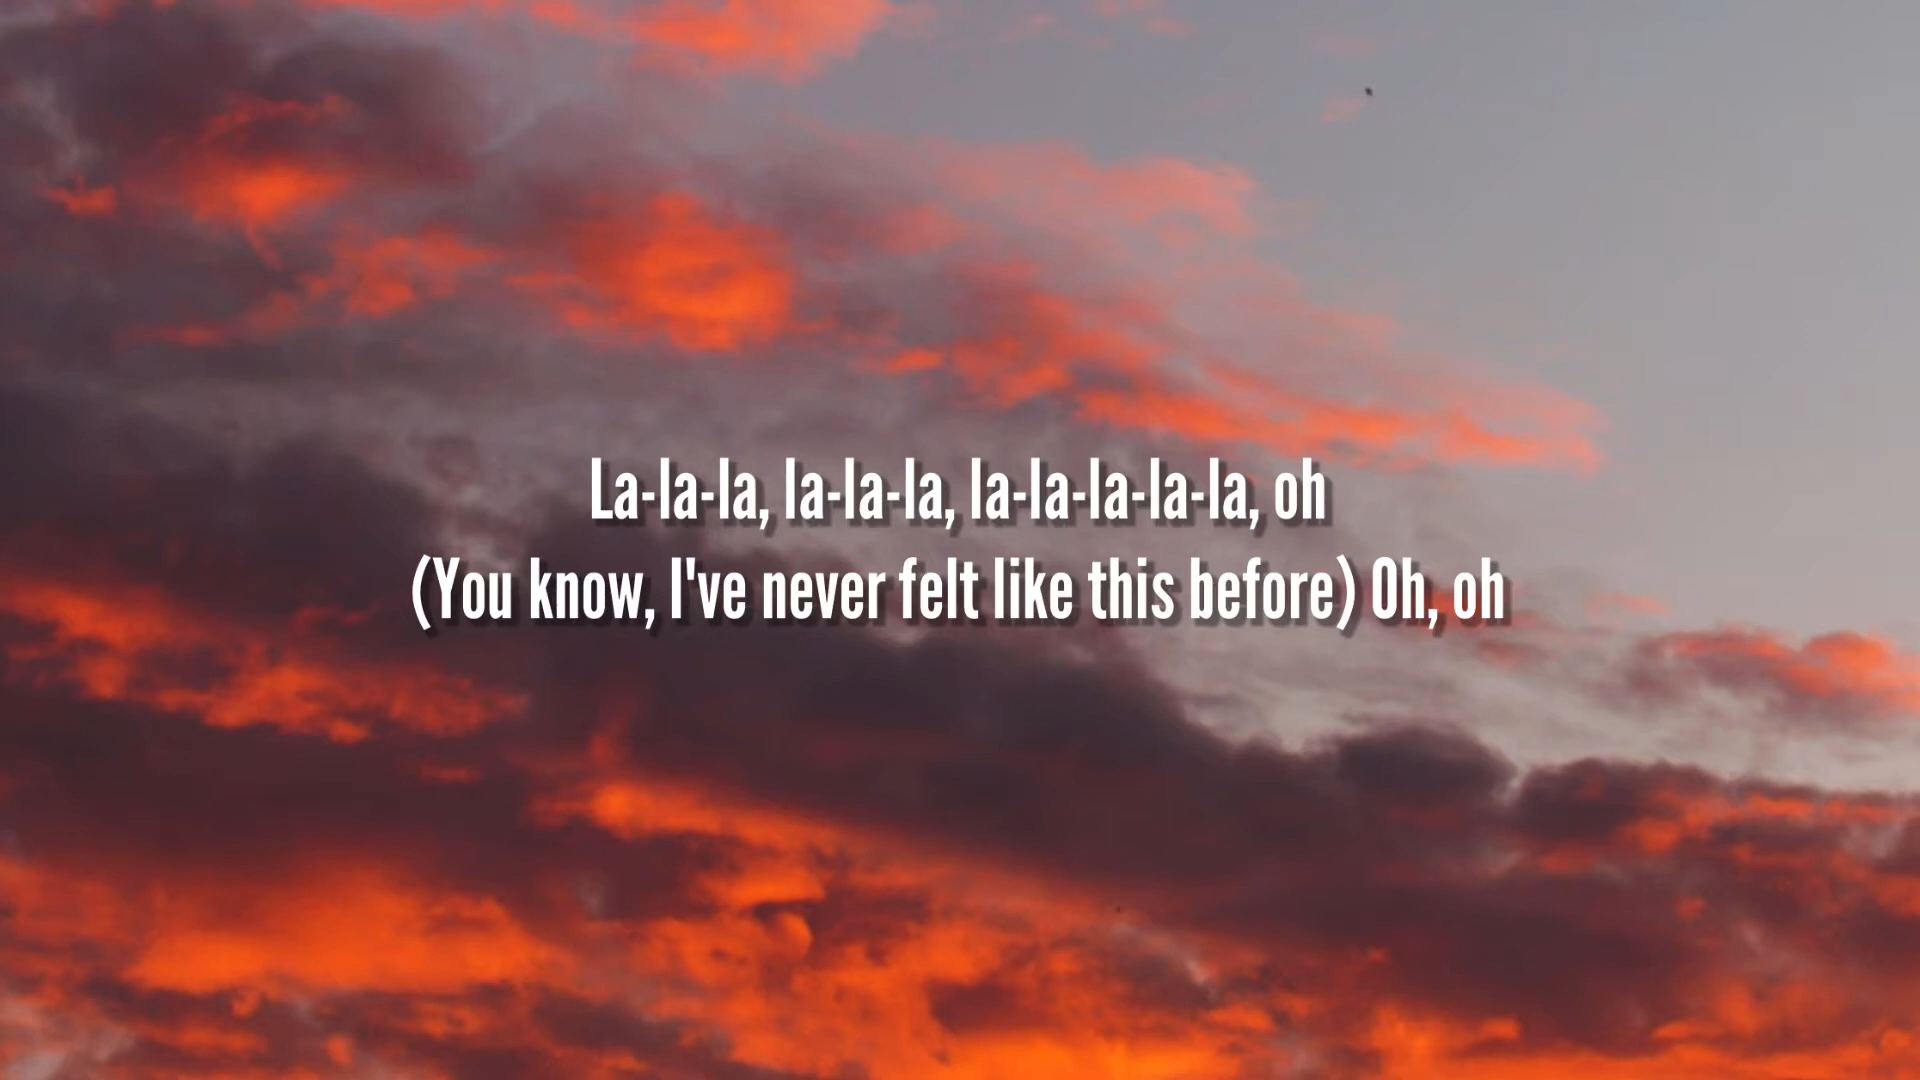 La-la-la, la-la-la, la-la-la-la-la, oh
(You know, I've never felt like this before) Oh, oh